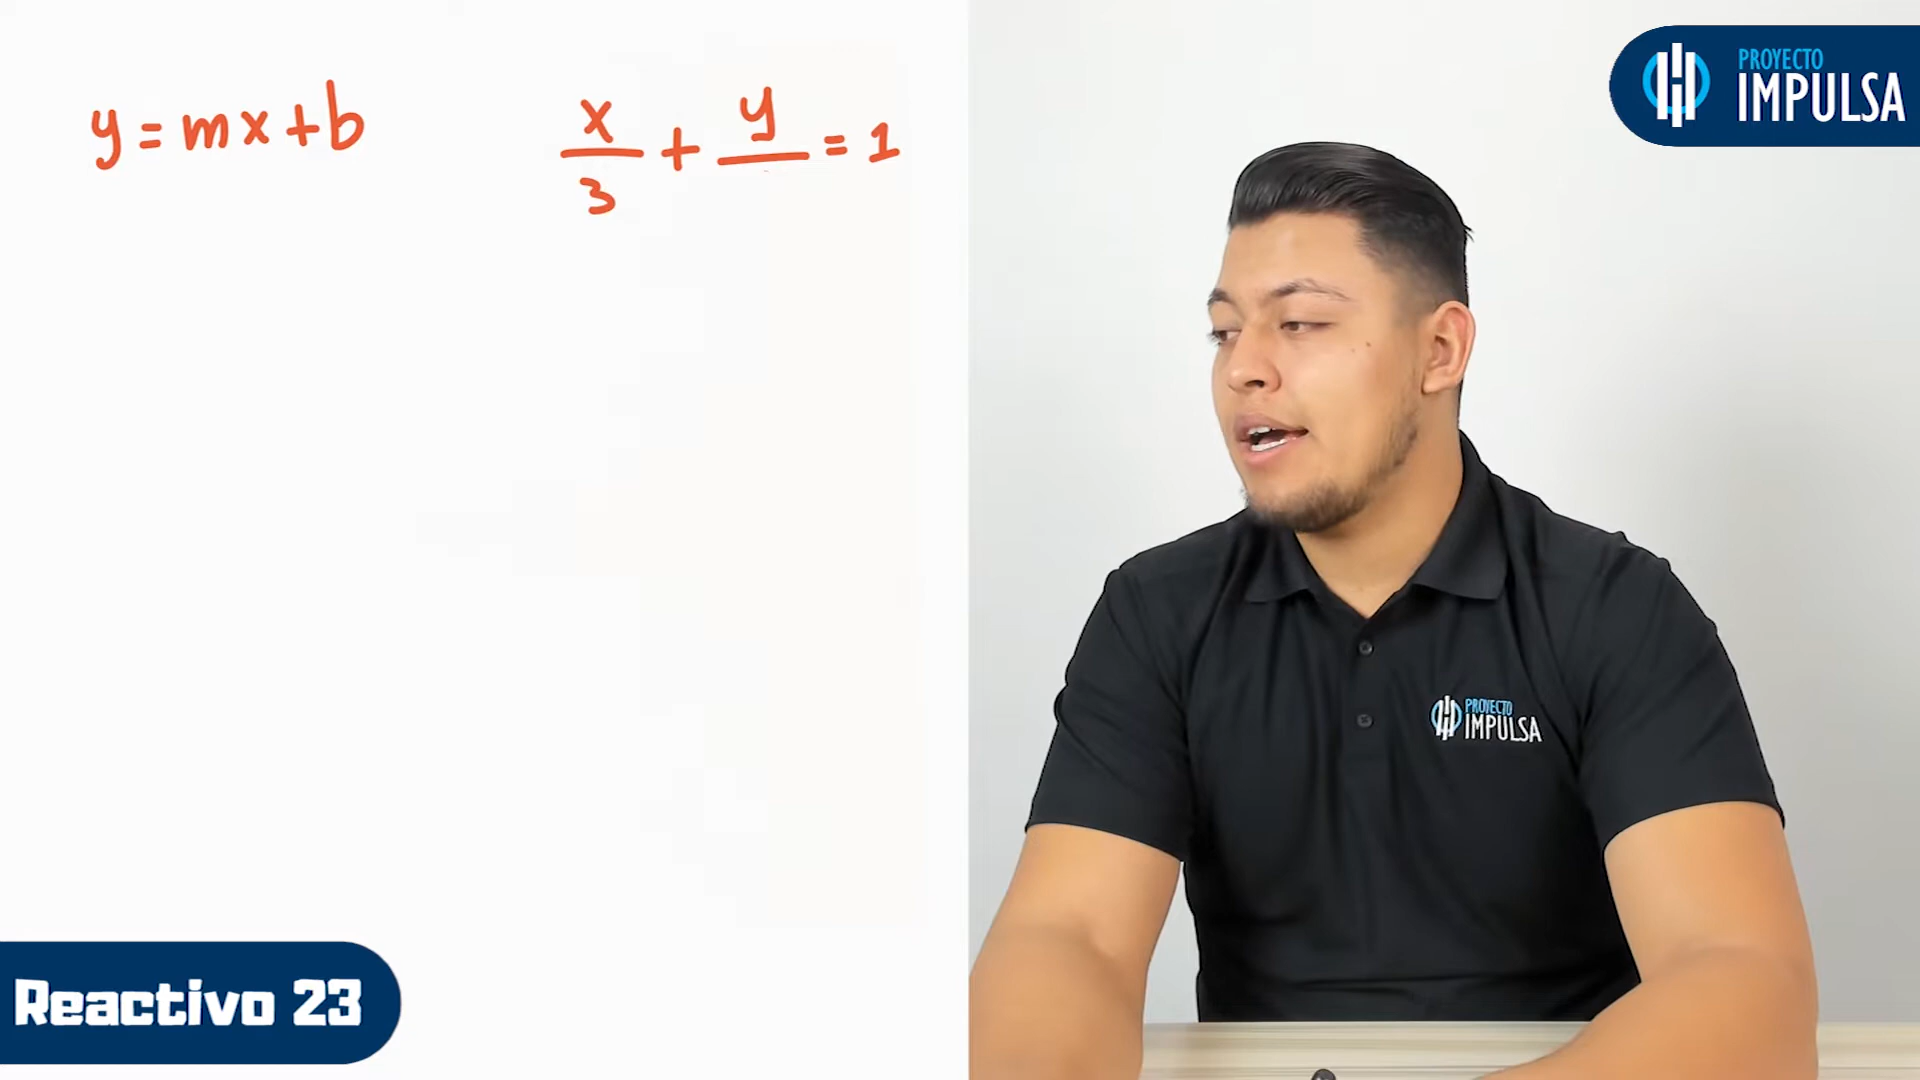 y = mx + b
x/3 + y/ = 1
PROYECTO
IMPULSA
PROYECTO
IMPULSA
Reactivo 23